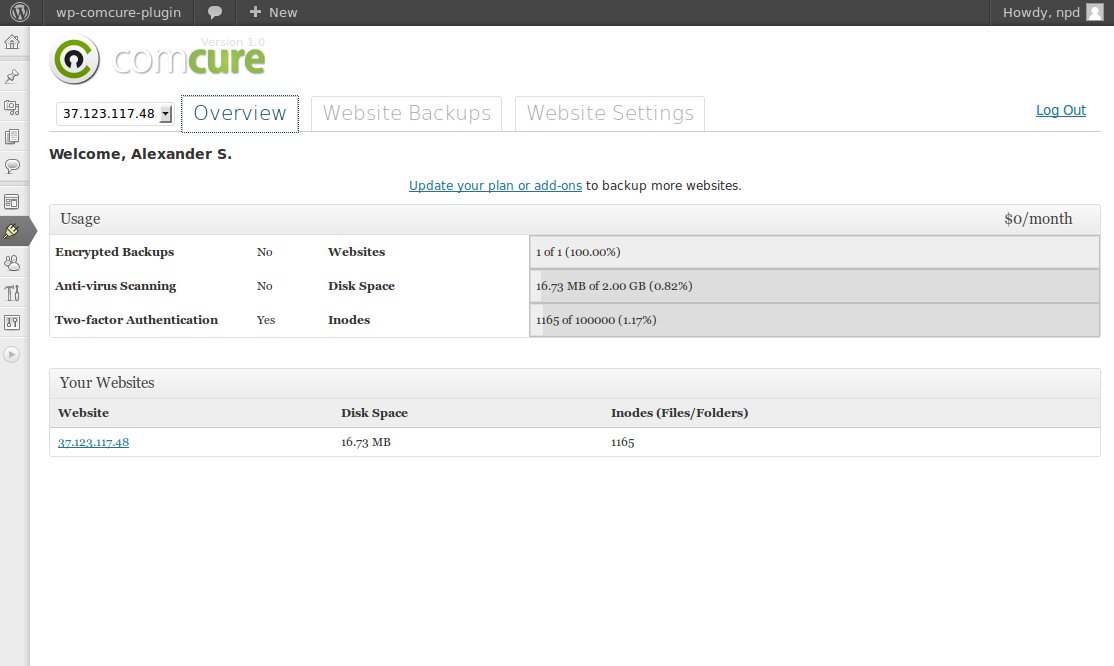 wp-comcure-plugin + New Howdy, npd
Version 1.0
comcure
37.123.117.48 Overview Website Backups Website Settings Log Out
Welcome, Alexander S.
Update your plan or add-ons to backup more websites.
Usage $0/month
Encrypted Backups No Websites 1 of 1 (100.00%)
Anti-virus Scanning No Disk Space 16.73 MB of 2.00 GB (0.82%)
Two-factor Authentication Yes Inodes 1165 of 100000 (1.17%)
Your Websites
Website Disk Space Inodes (Files/Folders)
37.123.117.48 16.73 MB 1165